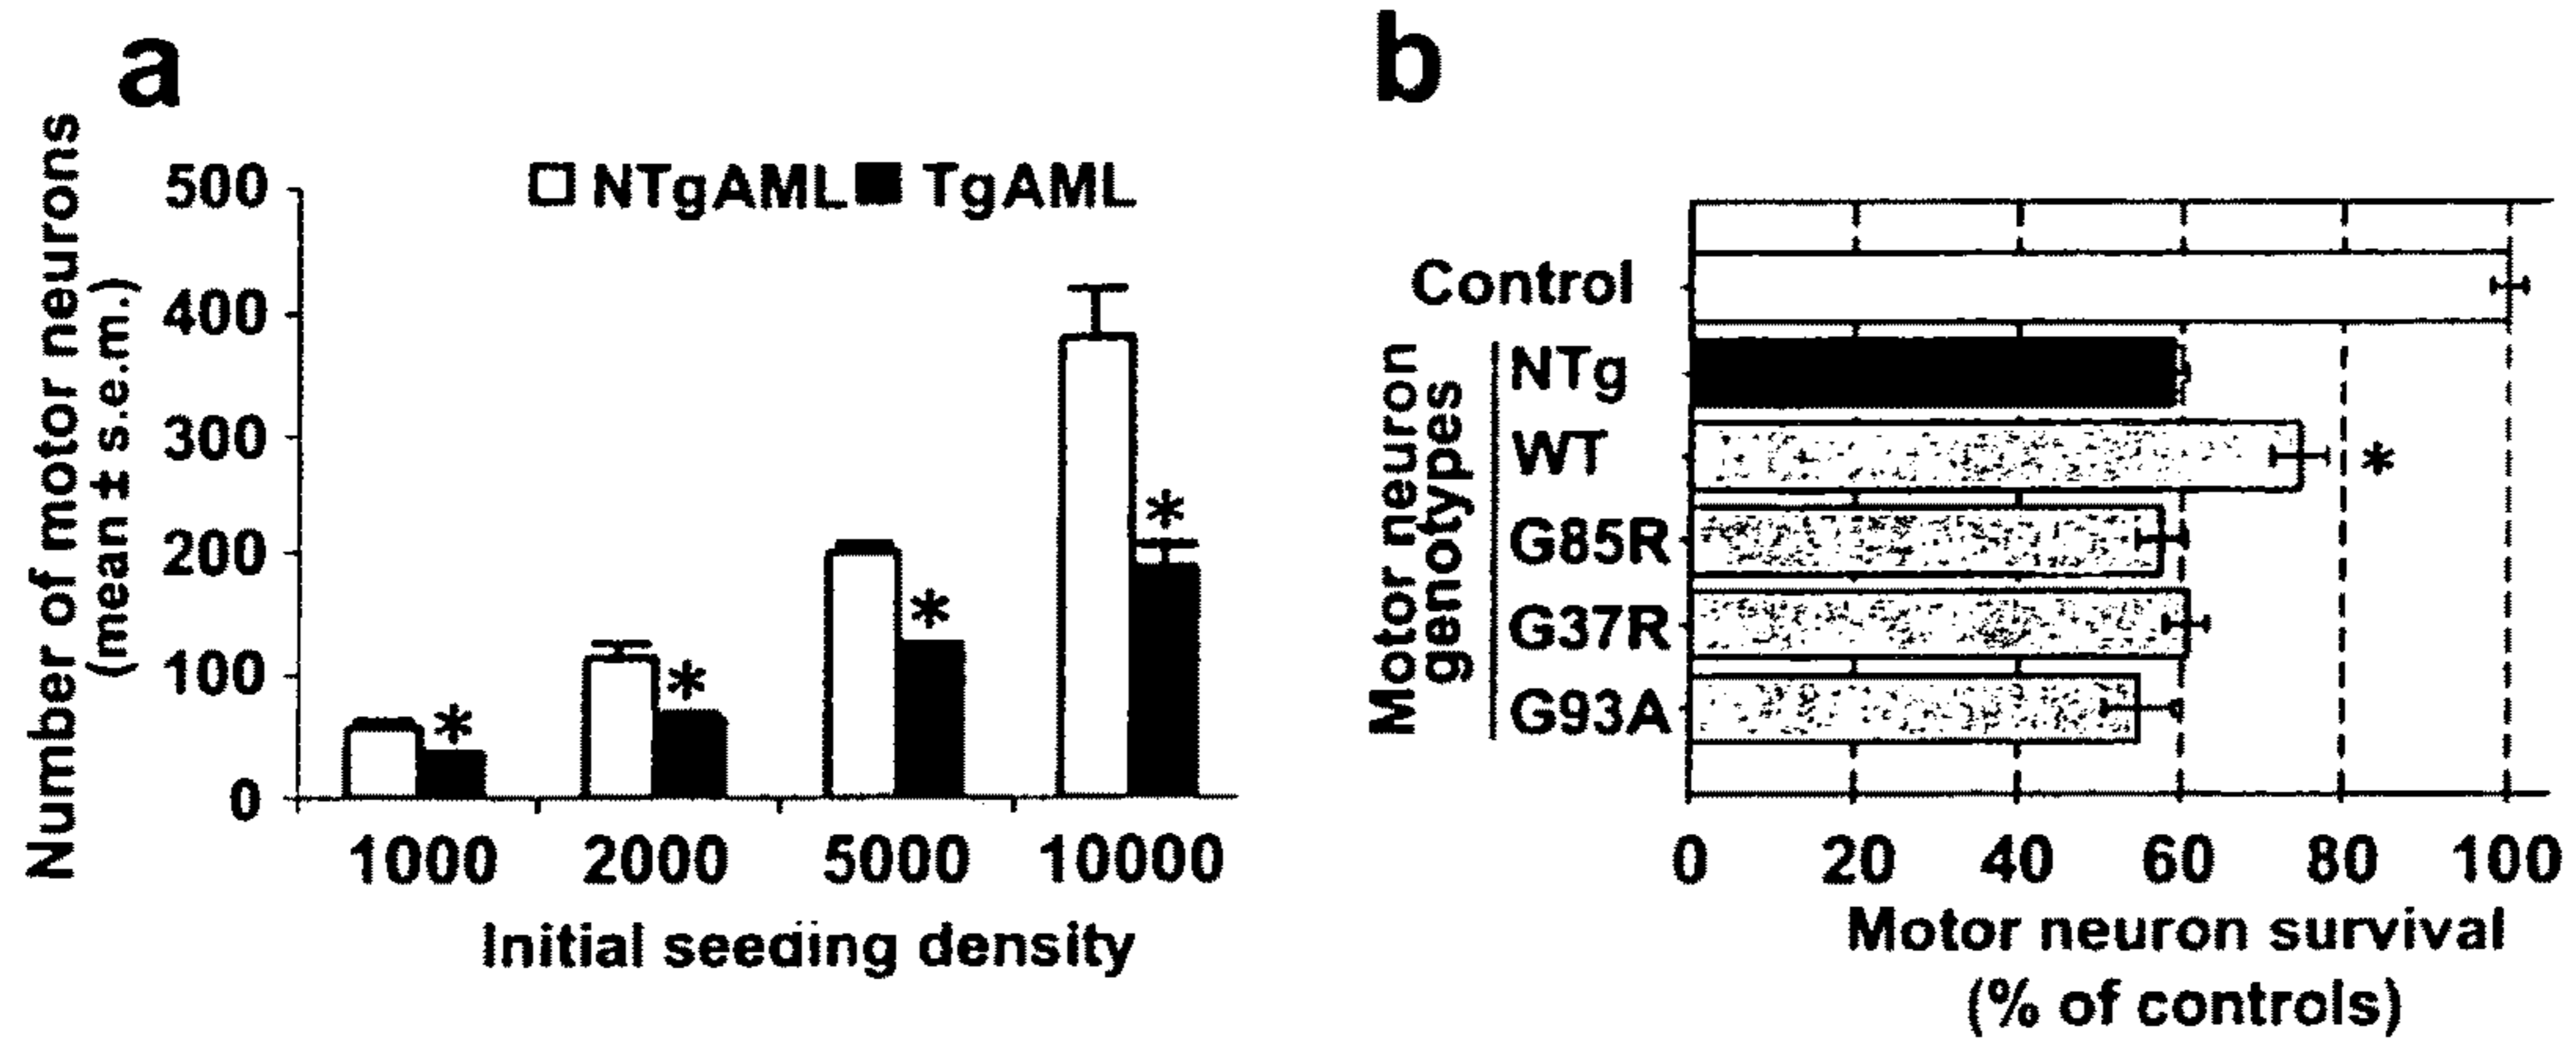 a
Number of motor neurons
(mean ± s.e.m.)
500
400
300
200
100
0
NTgAML TgAML
*
*
*
*
1000 2000 5000 10000
Initial seeding density
b
Motor neuron
genotypes
Control
NTg
WT
*
G85R
G37R
G93A
0 20 40 60 80 100
Motor neuron survival
(% of controls)